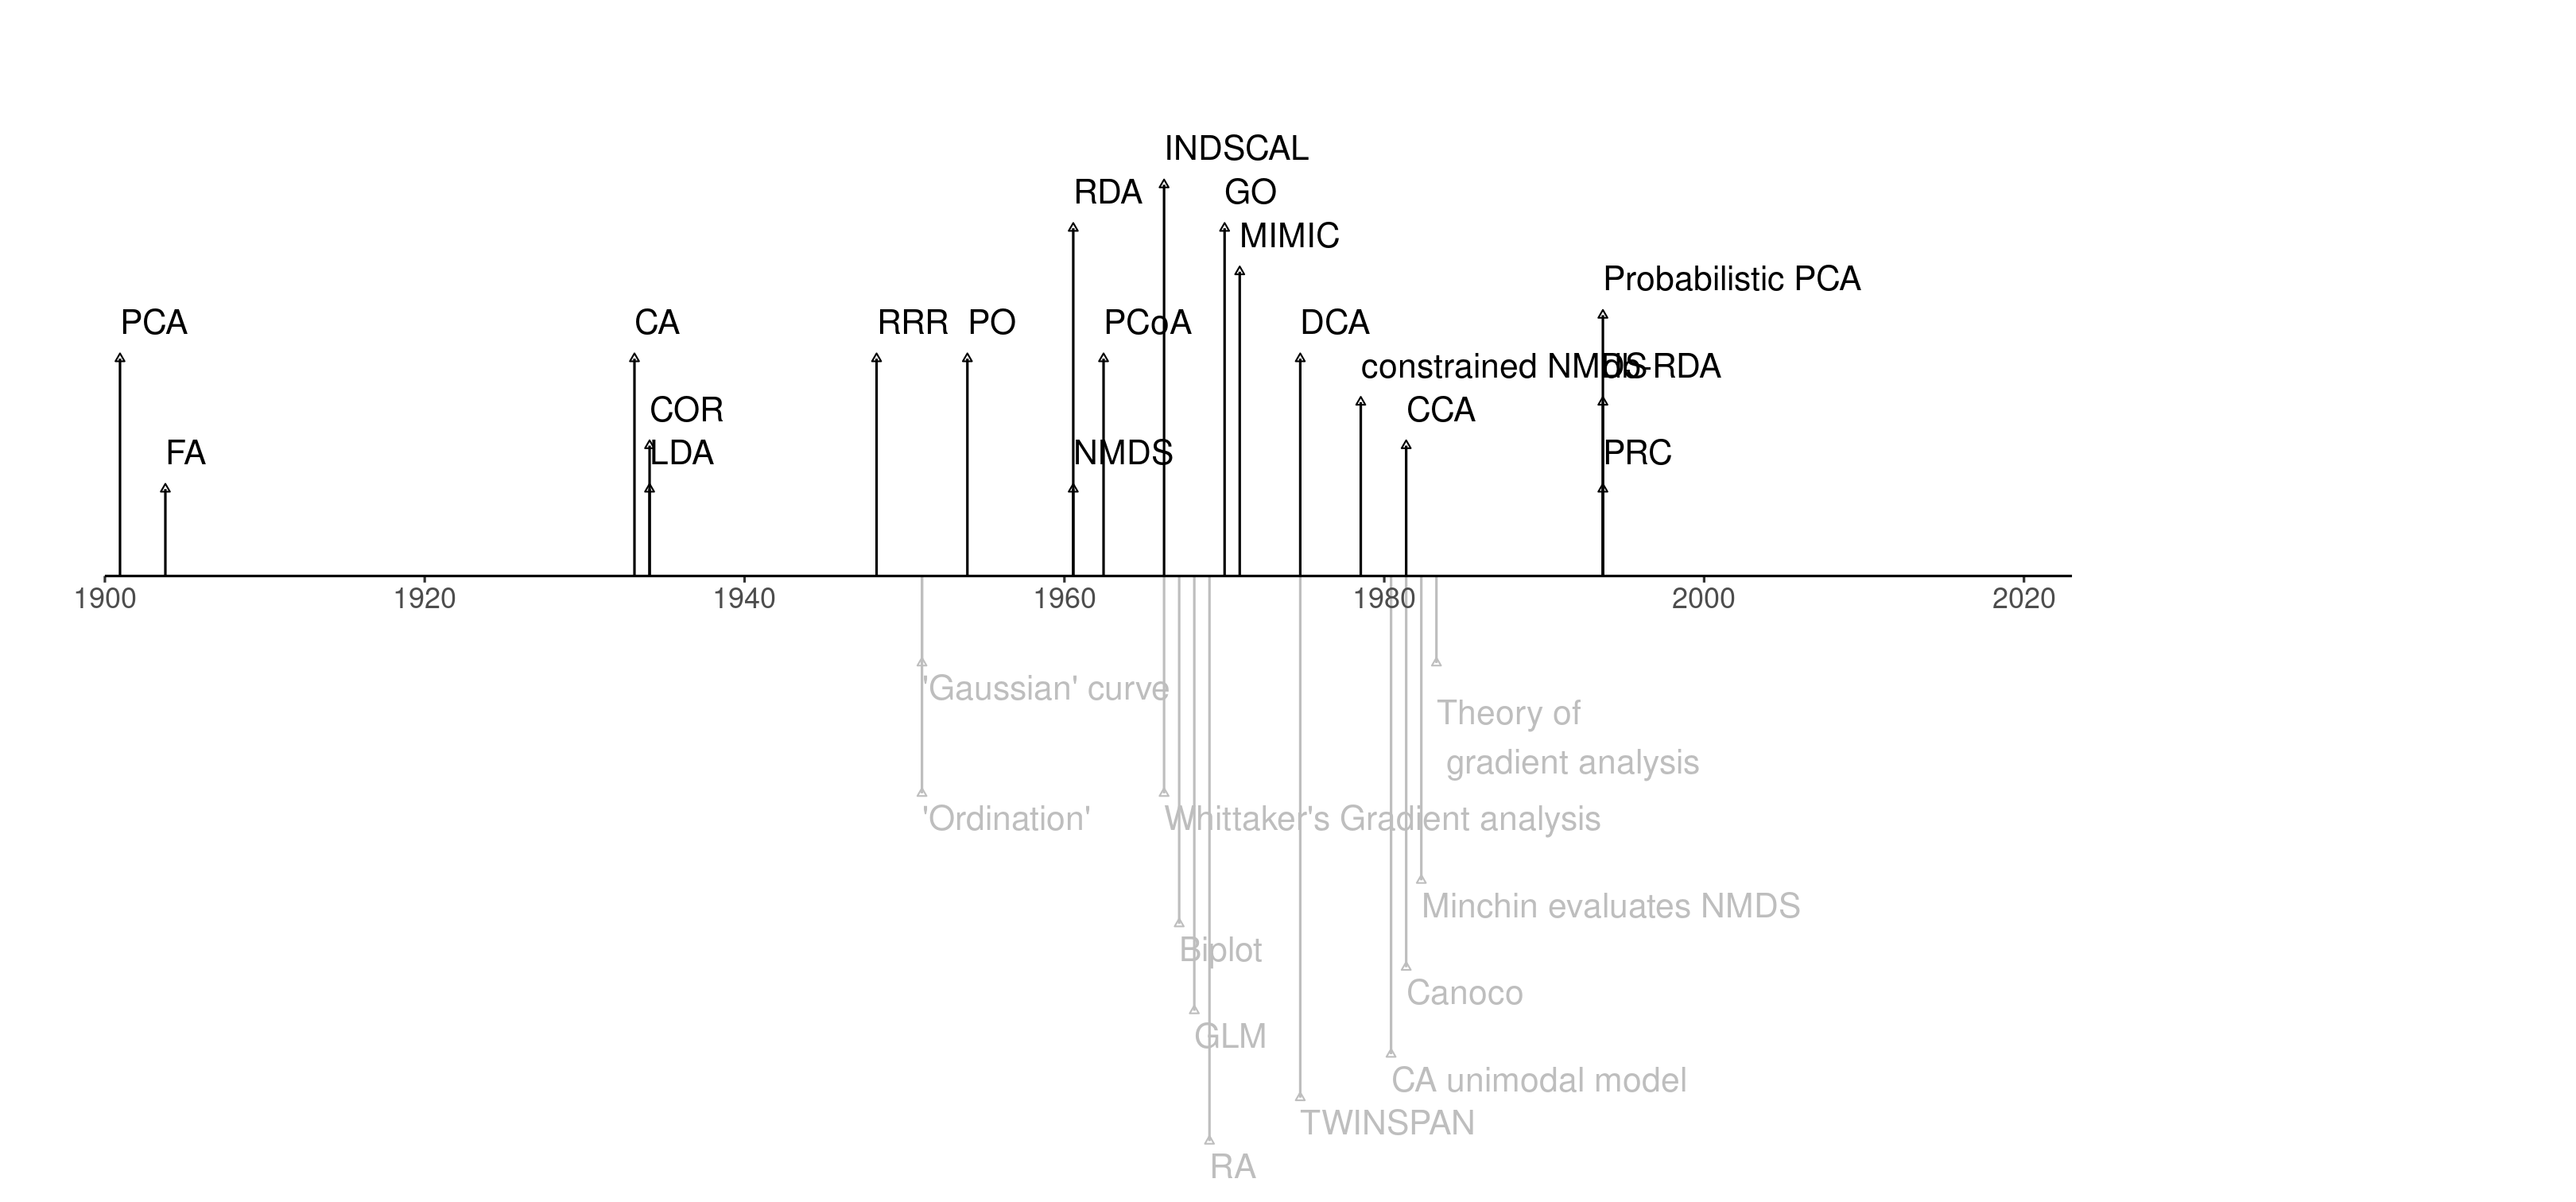 INDSCAL
RDA
GO
MIMIC
Probabilistic PCA
PCA
CA
RRR
PO
PCoA
DCA
constrained NMDS
db-RDA
COR
CCA
FA
LDA
NMDS
PRC
1900
1920
1940
1960
1980
2000
2020
'Gaussian' curve
Theory of
gradient analysis
'Ordination'
Whittaker's Gradient analysis
Minchin evaluates NMDS
Biplot
Canoco
GLM
CA unimodal model
TWINSPAN
RA